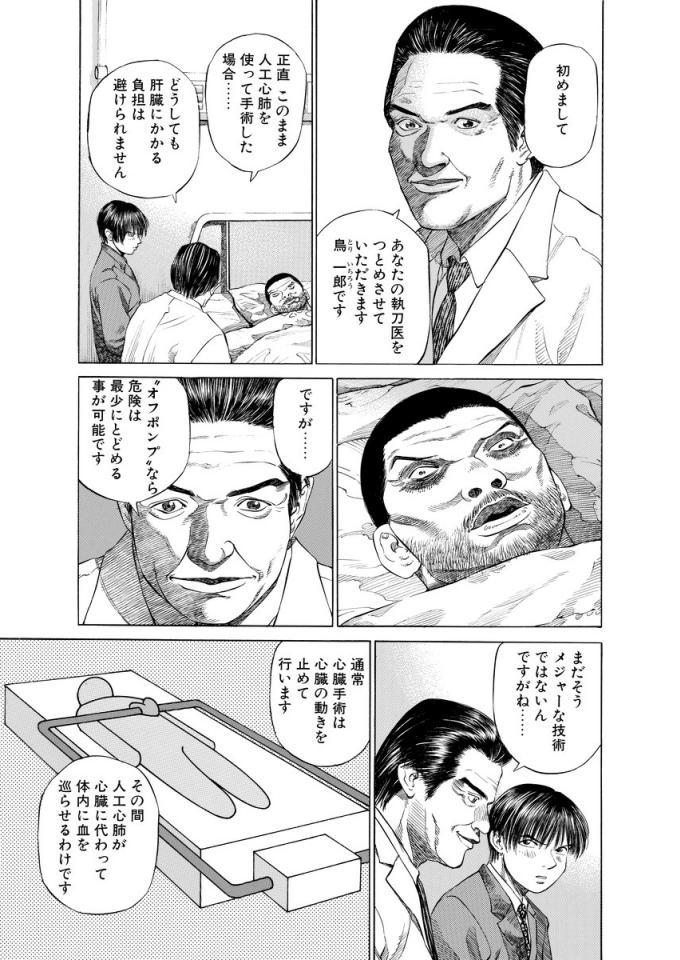 初めまして
あなたの執刀医を
つとめさせて
いただきます
鳥 一郎です
とり いちろう
正直 このまま
人工心肺を
使って手術した
場合……
どうしても
肝臓にかかる
負担は
避けられません
ですが……
“オフポンプ”なら
危険は
最少にとどめる
事が可能です
まだそう
メジャーな技術
ではないん
ですがね……
通常
心臓手術は
心臓の動きを
止めて
行います
その間
人工心肺が
心臓に代わって
体内に血を
巡らせるわけです